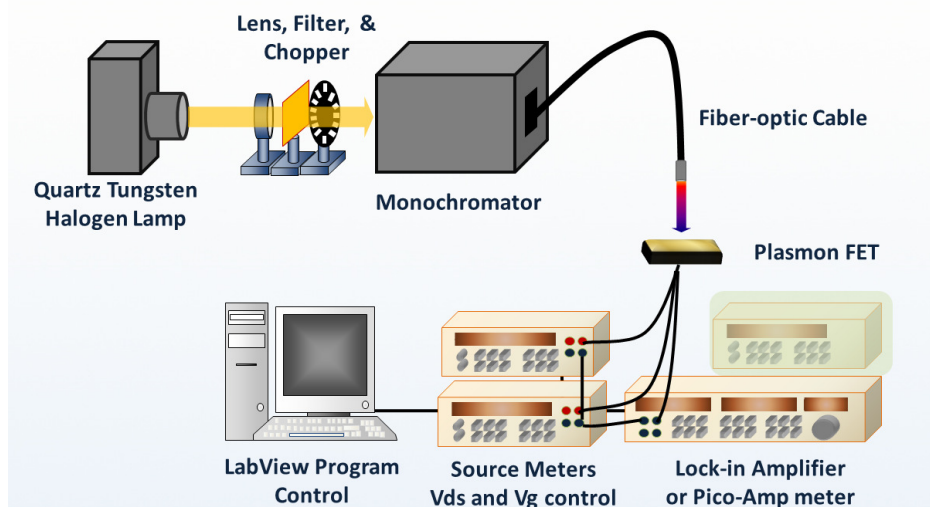 Lens, Filter, &
Chopper
Fiber-optic Cable
Quartz Tungsten
Halogen Lamp
Monochromator
Plasmon FET
LabView Program
Control
Source Meters
Vds and Vg control
Lock-in Amplifier
or Pico-Amp meter